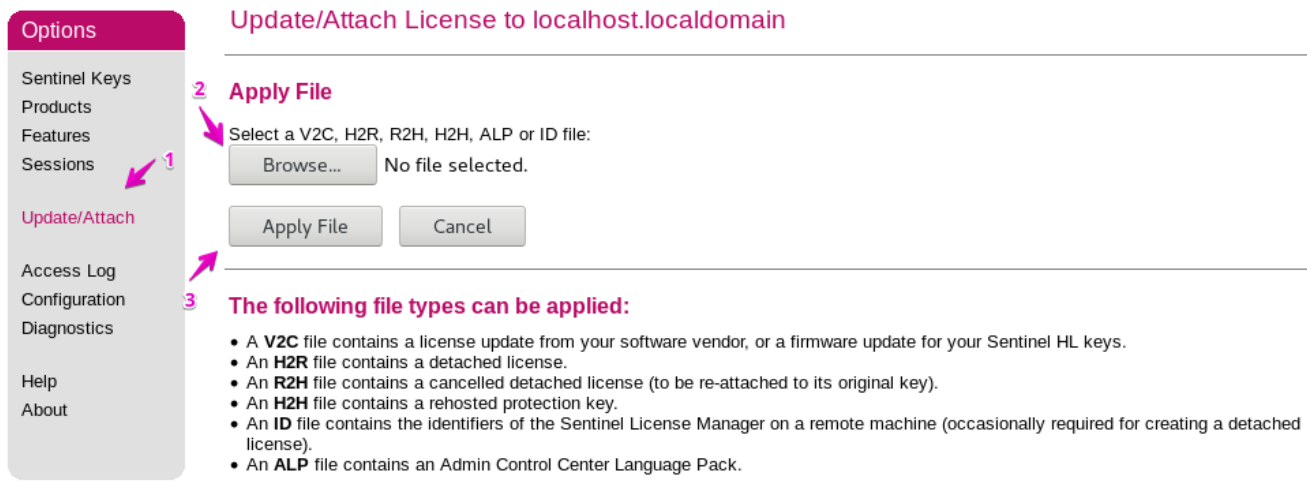 Options
Sentinel Keys
Products
Features
Sessions
1
Update/Attach
Access Log
Configuration
Diagnostics
Help
About
Update/Attach License to localhost.localdomain
2
Apply File
Select a V2C, H2R, R2H, H2H, ALP or ID file:
Browse... No file selected.
Apply File Cancel
3
The following file types can be applied:
• A V2C file contains a license update from your software vendor, or a firmware update for your Sentinel HL keys.
• An H2R file contains a detached license.
• An R2H file contains a cancelled detached license (to be re-attached to its original key).
• An H2H file contains a rehosted protection key.
• An ID file contains the identifiers of the Sentinel License Manager on a remote machine (occasionally required for creating a detached
license).
• An ALP file contains an Admin Control Center Language Pack.